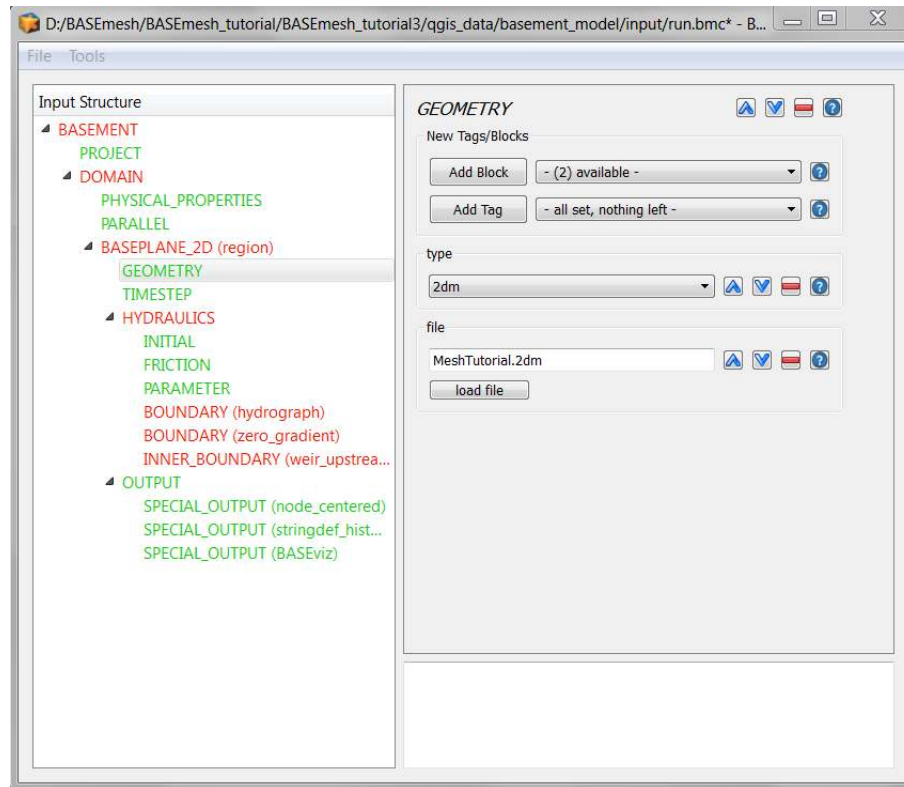 D:/BASEmesh/BASEmesh_tutorial/BASEmesh_tutorial3/qgis_data/basement_model/input/run.bmc* - B...
File Tools
Input Structure
BASEMENT
PROJECT
DOMAIN
PHYSICAL_PROPERTIES
PARALLEL
BASEPLANE_2D (region)
GEOMETRY
TIMESTEP
HYDRAULICS
INITIAL
FRICTION
PARAMETER
BOUNDARY (hydrograph)
BOUNDARY (zero_gradient)
INNER_BOUNDARY (weir_upstrea...
OUTPUT
SPECIAL_OUTPUT (node_centered)
SPECIAL_OUTPUT (stringdef_hist...
SPECIAL_OUTPUT (BASEviz)
GEOMETRY
New Tags/Blocks
Add Block - (2) available -
Add Tag - all set, nothing left -
type
2dm
file
MeshTutorial.2dm
load file